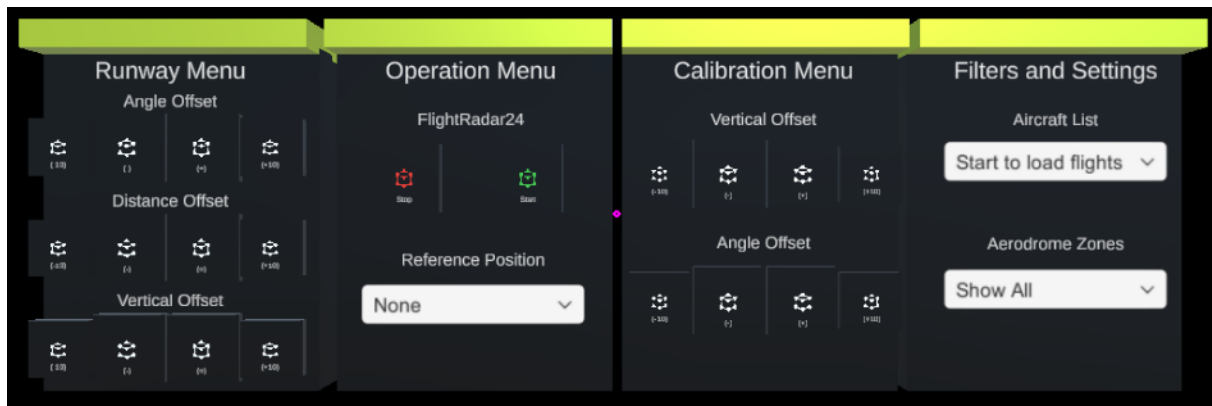 Runway Menu
Angle Offset
(-10) (-) (+) (+10)
Distance Offset
(-10) (-) (+) (+10)
Vertical Offset
(-10) (-) (+) (+10)
Operation Menu
FlightRadar24
Stop Start
Reference Position
None
Calibration Menu
Vertical Offset
(-10) (-) (+) (+10)
Angle Offset
(-10) (-) (+) (+10)
Filters and Settings
Aircraft List
Start to load flights
Aerodrome Zones
Show All